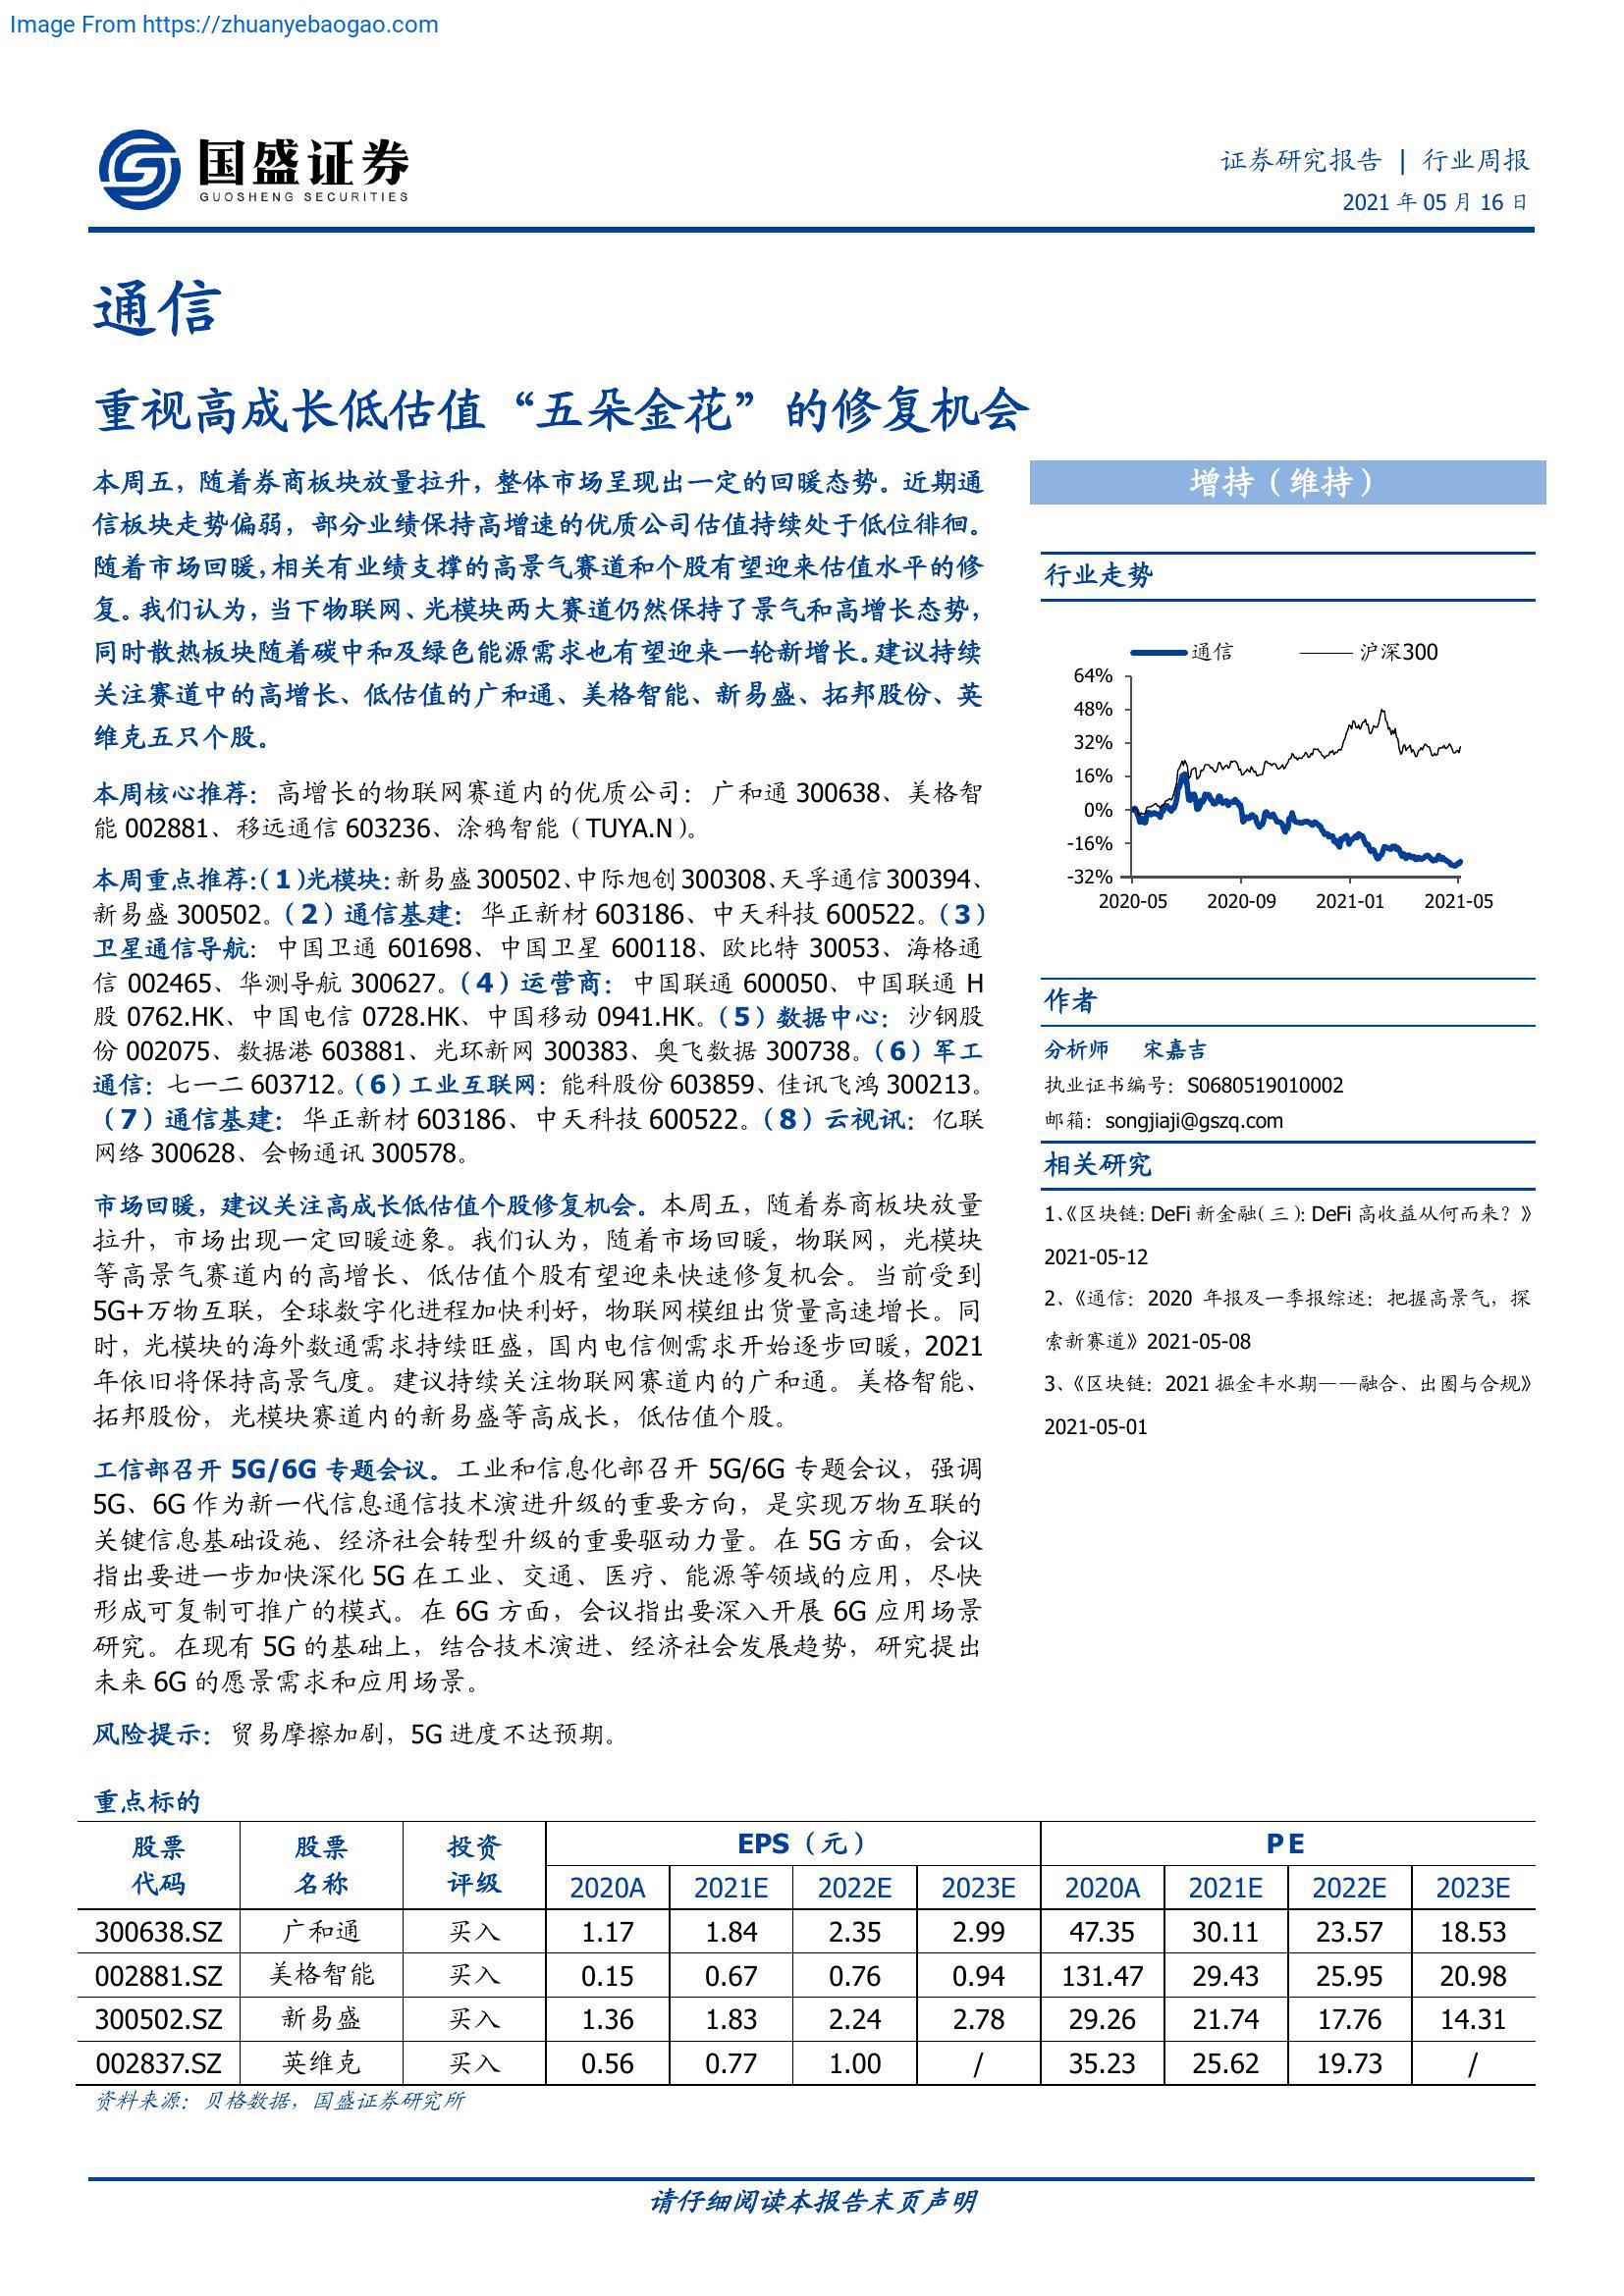 Image From https://zhuanyebaogao.com
国盛证券
GUOSHENG SECURITIES
证券研究报告 | 行业周报
2021 年 05 月 16 日
通信
重视高成长低估值“五朵金花”的修复机会
本周五，随着券商板块放量拉升，整体市场呈现出一定的回暖态势。近期通
信板块走势偏弱，部分业绩保持高增速的优质公司估值持续处于低位徘徊。
随着市场回暖，相关有业绩支撑的高景气赛道和个股有望迎来估值水平的修
复。我们认为，当下物联网、光模块两大赛道仍然保持了景气和高增长态势，
同时散热板块随着碳中和及绿色能源需求也有望迎来一轮新增长。建议持续
关注赛道中的高增长、低估值的广和通、美格智能、新易盛、拓邦股份、英
维克五只个股。
本周核心推荐：高增长的物联网赛道内的优质公司：广和通 300638、美格智
能 002881、移远通信 603236、涂鸦智能（TUYA.N）。
本周重点推荐：（1）光模块：新易盛 300502、中际旭创 300308、天孚通信 300394、
新易盛 300502。（2）通信基建：华正新材 603186、中天科技 600522。（3）
卫星通信导航：中国卫通 601698、中国卫星 600118、欧比特 30053、海格通
信 002465、华测导航 300627。（4）运营商：中国联通 600050、中国联通 H
股 0762.HK、中国电信 0728.HK、中国移动 0941.HK。（5）数据中心：沙钢股
份 002075、数据港 603881、光环新网 300383、奥飞数据 300738。（6）军工
通信：七一二 603712。（6）工业互联网：能科股份 603859、佳讯飞鸿 300213。
（7）通信基建：华正新材 603186、中天科技 600522。（8）云视讯：亿联
网络 300628、会畅通讯 300578。
市场回暖，建议关注高成长低估值个股修复机会。本周五，随着券商板块放量
拉升，市场出现一定回暖迹象。我们认为，随着市场回暖，物联网，光模块
等高景气赛道内的高增长、低估值个股有望迎来快速修复机会。当前受到
5G+万物互联，全球数字化进程加快利好，物联网模组出货量高速增长。同
时，光模块的海外数通需求持续旺盛，国内电信侧需求开始逐步回暖，2021
年依旧将保持高景气度。建议持续关注物联网赛道内的广和通。美格智能、
拓邦股份，光模块赛道内的新易盛等高成长，低估值个股。
工信部召开 5G/6G 专题会议。工业和信息化部召开 5G/6G 专题会议，强调
5G、6G 作为新一代信息通信技术演进升级的重要方向，是实现万物互联的
关键信息基础设施、经济社会转型升级的重要驱动力量。在 5G 方面，会议
指出要进一步加快深化 5G 在工业、交通、医疗、能源等领域的应用，尽快
形成可复制可推广的模式。在 6G 方面，会议指出要深入开展 6G 应用场景
研究。在现有 5G 的基础上，结合技术演进、经济社会发展趋势，研究提出
未来 6G 的愿景需求和应用场景。
风险提示：贸易摩擦加剧，5G 进度不达预期。
增持（维持）
行业走势
通信 沪深300
64%
48%
32%
16%
0%
-16%
-32%
2020-05 2020-09 2021-01 2021-05
作者
分析师 宋嘉吉
执业证书编号：S0680519010002
邮箱：songjiaji@gszq.com
相关研究
1、《区块链：DeFi 新金融（三）：DeFi 高收益从何而来？》
2021-05-12
2、《通信：2020 年报及一季报综述：把握高景气，探
索新赛道》2021-05-08
3、《区块链：2021 掘金丰水期——融合、出圈与合规》
2021-05-01
重点标的
股票 股票 投资 EPS（元） P E
代码 名称 评级 2020A 2021E 2022E 2023E 2020A 2021E 2022E 2023E
300638.SZ 广和通 买入 1.17 1.84 2.35 2.99 47.35 30.11 23.57 18.53
002881.SZ 美格智能 买入 0.15 0.67 0.76 0.94 131.47 29.43 25.95 20.98
300502.SZ 新易盛 买入 1.36 1.83 2.24 2.78 29.26 21.74 17.76 14.31
002837.SZ 英维克 买入 0.56 0.77 1.00 / 35.23 25.62 19.73 /
资料来源：贝格数据，国盛证券研究所
请仔细阅读本报告末页声明